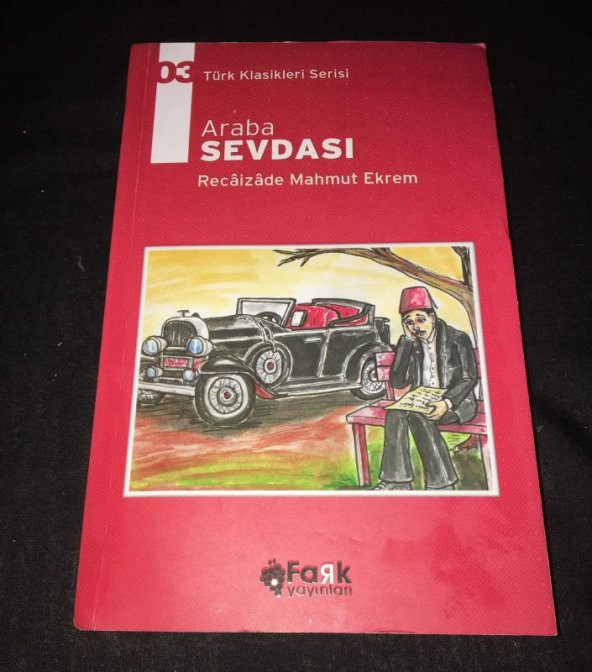 03 Türk Klasikleri Serisi
Araba
SEVDASI
Recâizâde Mahmut Ekrem
Fark
yayınları